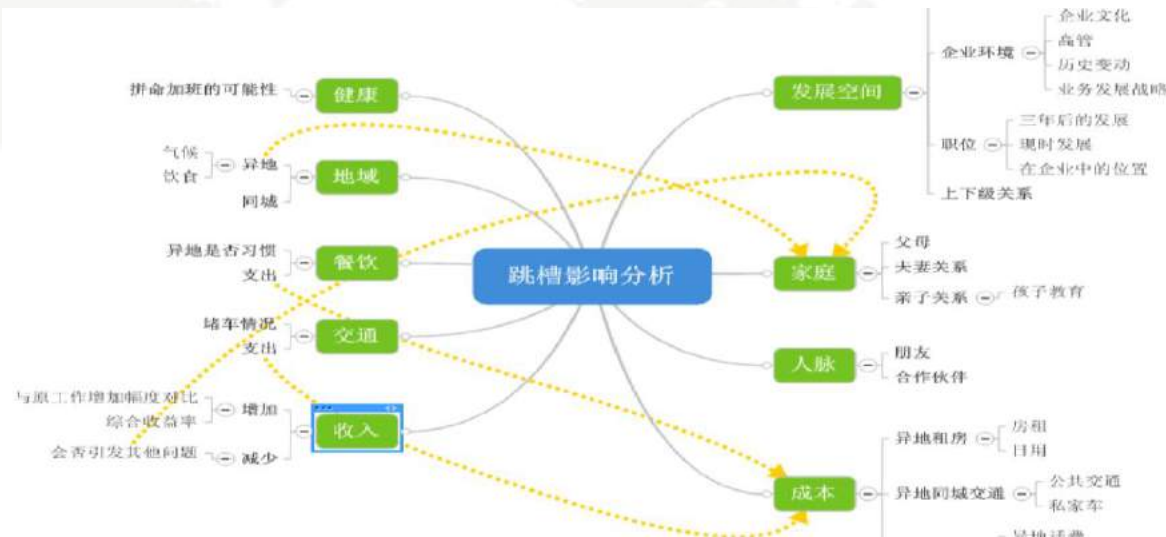 跳槽影响分析
健康
拼命加班的可能性
地域
异地
气候
饮食
同城
餐饮
异地是否习惯
支出
交通
堵车情况
支出
收入
增加
与原工作增加幅度对比
综合收益率
减少
会否引发其他问题
发展空间
企业环境
企业文化
高管
历史变动
业务发展战略
职位
三年后的发展
现时发展
在企业中的位置
上下级关系
家庭
父母
夫妻关系
亲子关系
孩子教育
人脉
朋友
合作伙伴
成本
异地租房
房租
日用
异地同城交通
公共交通
私家车
异地话费